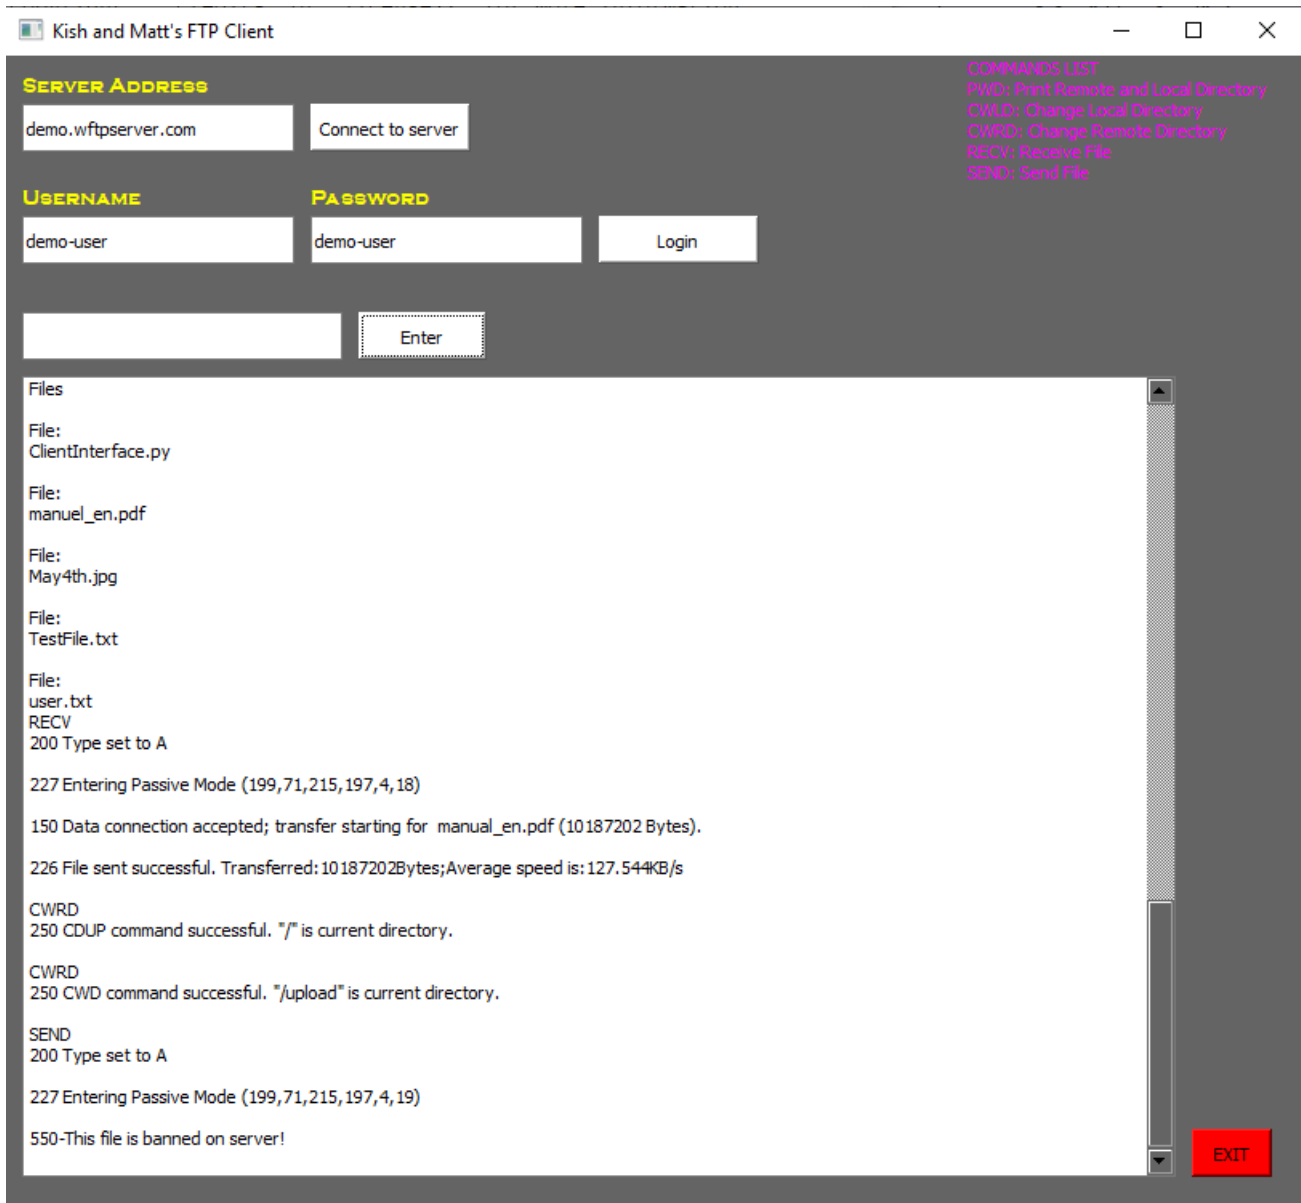 Kish and Matt's FTP Client
COMMANDS LIST
PWD: Print Remote and Local Directory
CWLD: Change Local Directory
CWRD: Change Remote Directory
RECV: Receive File
SEND: Send File
Server Address
demo.wftpserver.com
Connect to server
Username
Password
demo-user
demo-user
Login
Enter
Files
File:
ClientInterface.py
File:
manuel_en.pdf
File:
May4th.jpg
File:
TestFile.txt
File:
user.txt
RECV
200 Type set to A
227 Entering Passive Mode (199,71,215,197,4,18)
150 Data connection accepted; transfer starting for  manual_en.pdf (10187202 Bytes).
226 File sent successful. Transferred:10187202Bytes;Average speed is:127.544KB/s
CWRD
250 CDUP command successful. "/" is current directory.
CWRD
250 CWD command successful. "/upload" is current directory.
SEND
200 Type set to A
227 Entering Passive Mode (199,71,215,197,4,19)
550-This file is banned on server!
EXIT